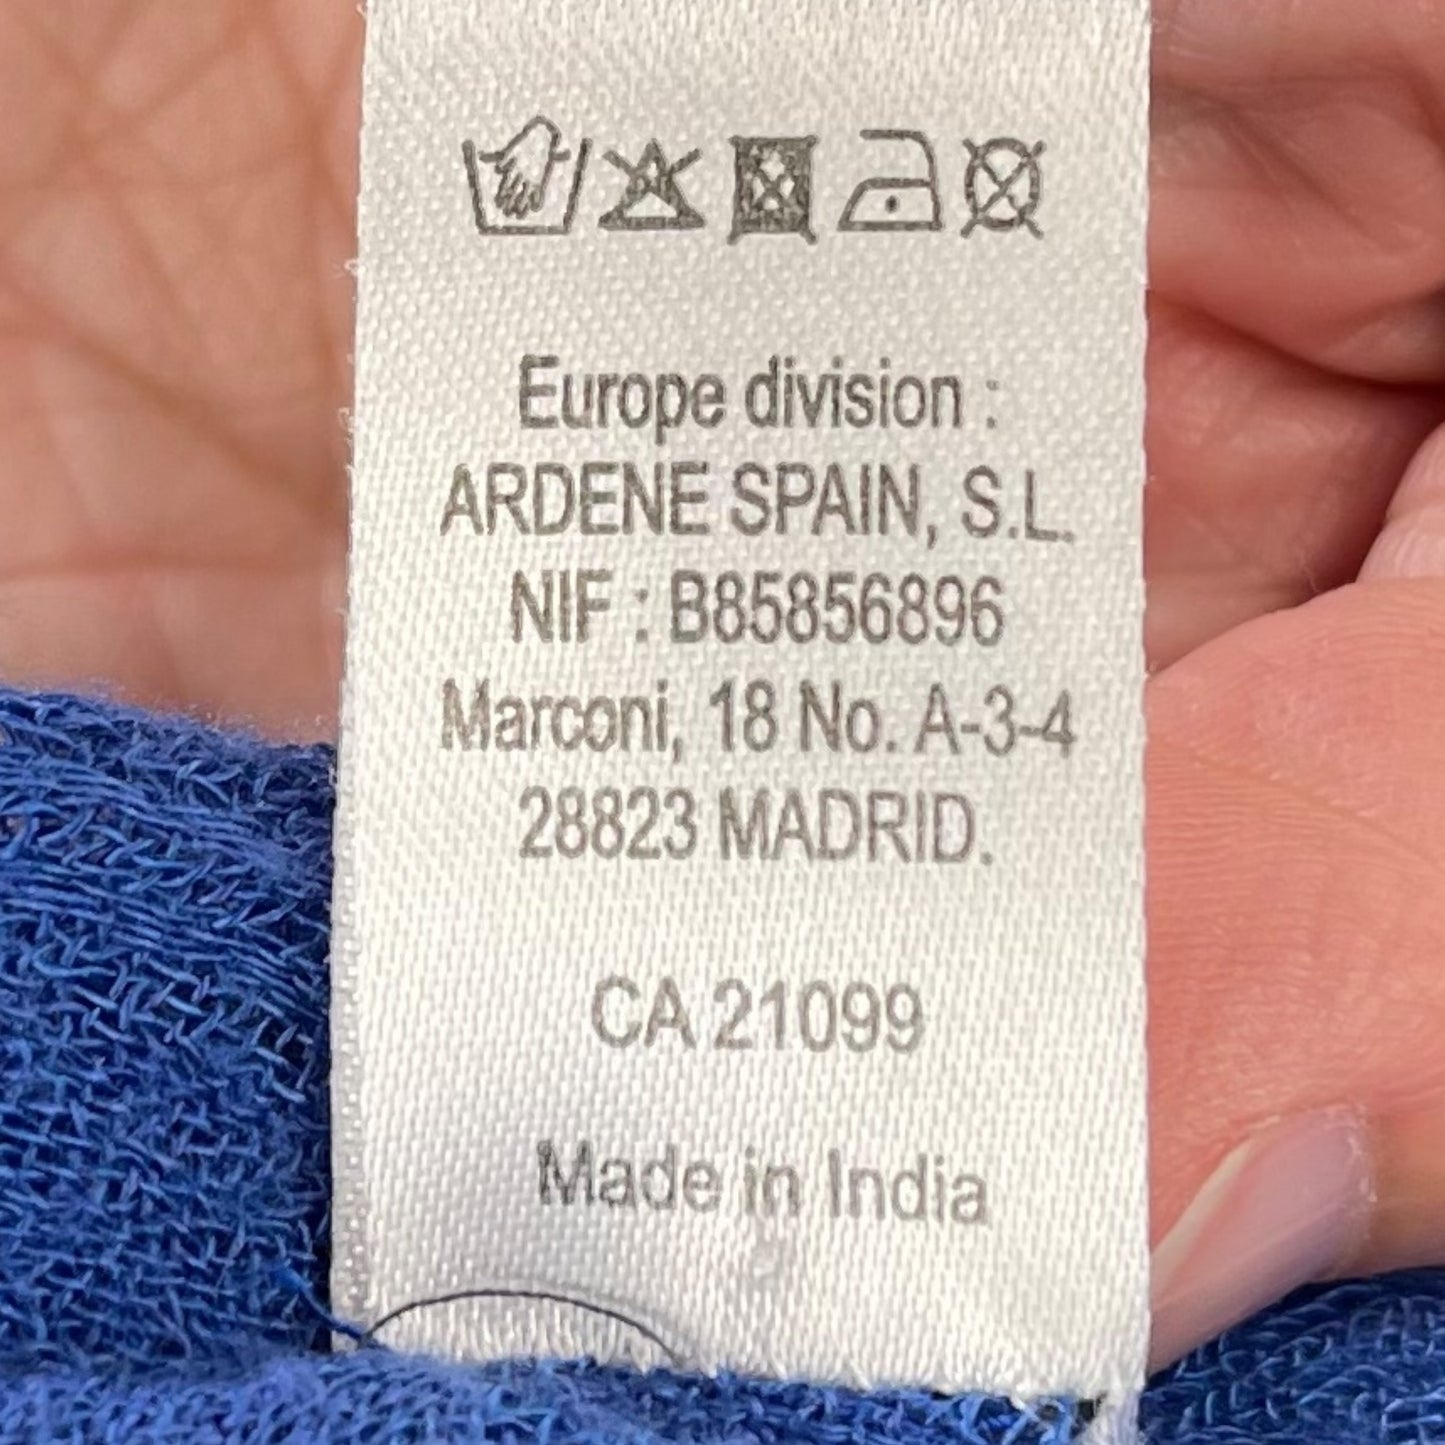 Europe division :
ARDENE SPAIN, S.L.
NIF : B85856896
Marconi, 18 No. A-3-4
28823 MADRID.
CA 21099
Made in India